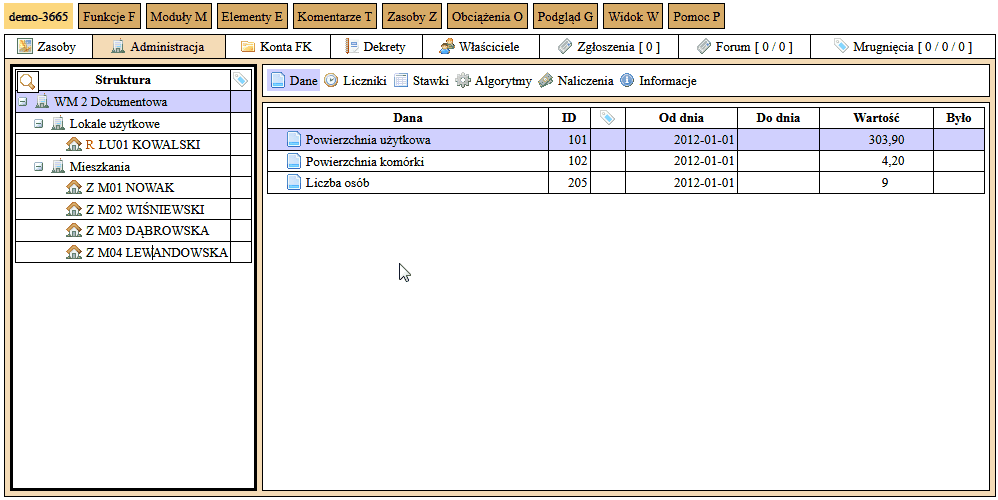 demo-3665 Funkcje F Moduły M Elementy E Komentarze T Zasoby Z Obciążenia O Podgląd G Widok W Pomoc P
Zasoby Administracja Konta FK Dekrety Właściciele Zgłoszenia [ 0 ] Forum [ 0 / 0 ] Mrugnięcia [ 0 / 0 / 0 ]
Struktura
WM 2 Dokumentowa
Lokale użytkowe
R LU01 KOWALSKI
Mieszkania
Z M01 NOWAK
Z M02 WIŚNIEWSKI
Z M03 DĄBROWSKA
Z M04 LEWANDOWSKA
Dane Liczniki Stawki Algorytmy Naliczenia Informacje
Dana ID Od dnia Do dnia Wartość Było
Powierzchnia użytkowa 101 2012-01-01 303,90
Powierzchnia komórki 102 2012-01-01 4,20
Liczba osób 205 2012-01-01 9